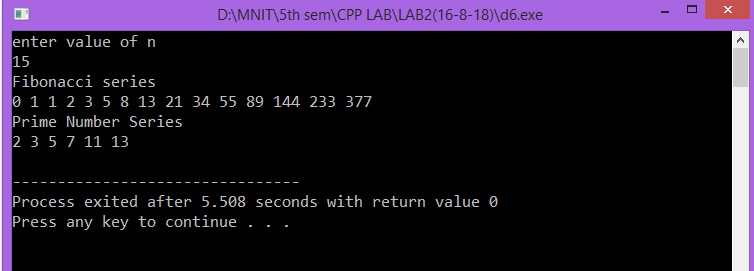 D:\MNIT\5th sem\CPP LAB\LAB2(16-8-18)\d6.exe
enter value of n
15
Fibonacci series
0 1 1 2 3 5 8 13 21 34 55 89 144 233 377
Prime Number Series
2 3 5 7 11 13
--------------------------------
Process exited after 5.508 seconds with return value 0
Press any key to continue . . .